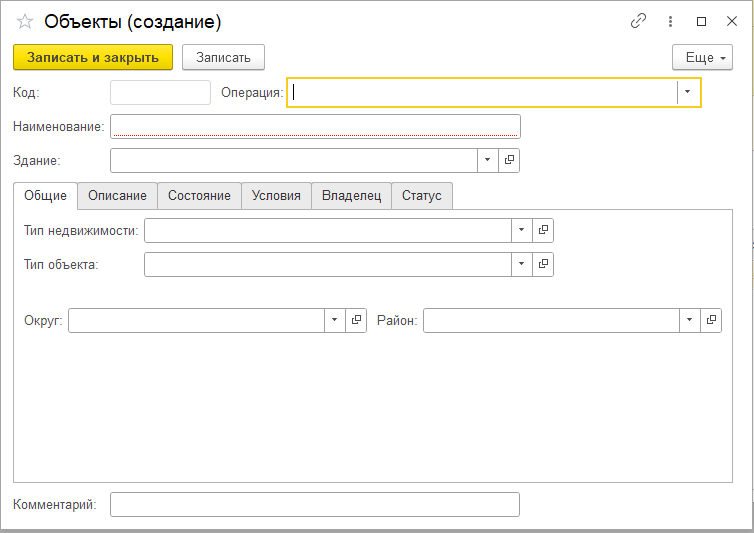 Объекты (создание)
Записать и закрыть Записать Еще
Код: Операция:
Наименование:
Здание:
Общие Описание Состояние Условия Владелец Статус
Тип недвижимости:
Тип объекта:
Округ: Район:
Комментарий: